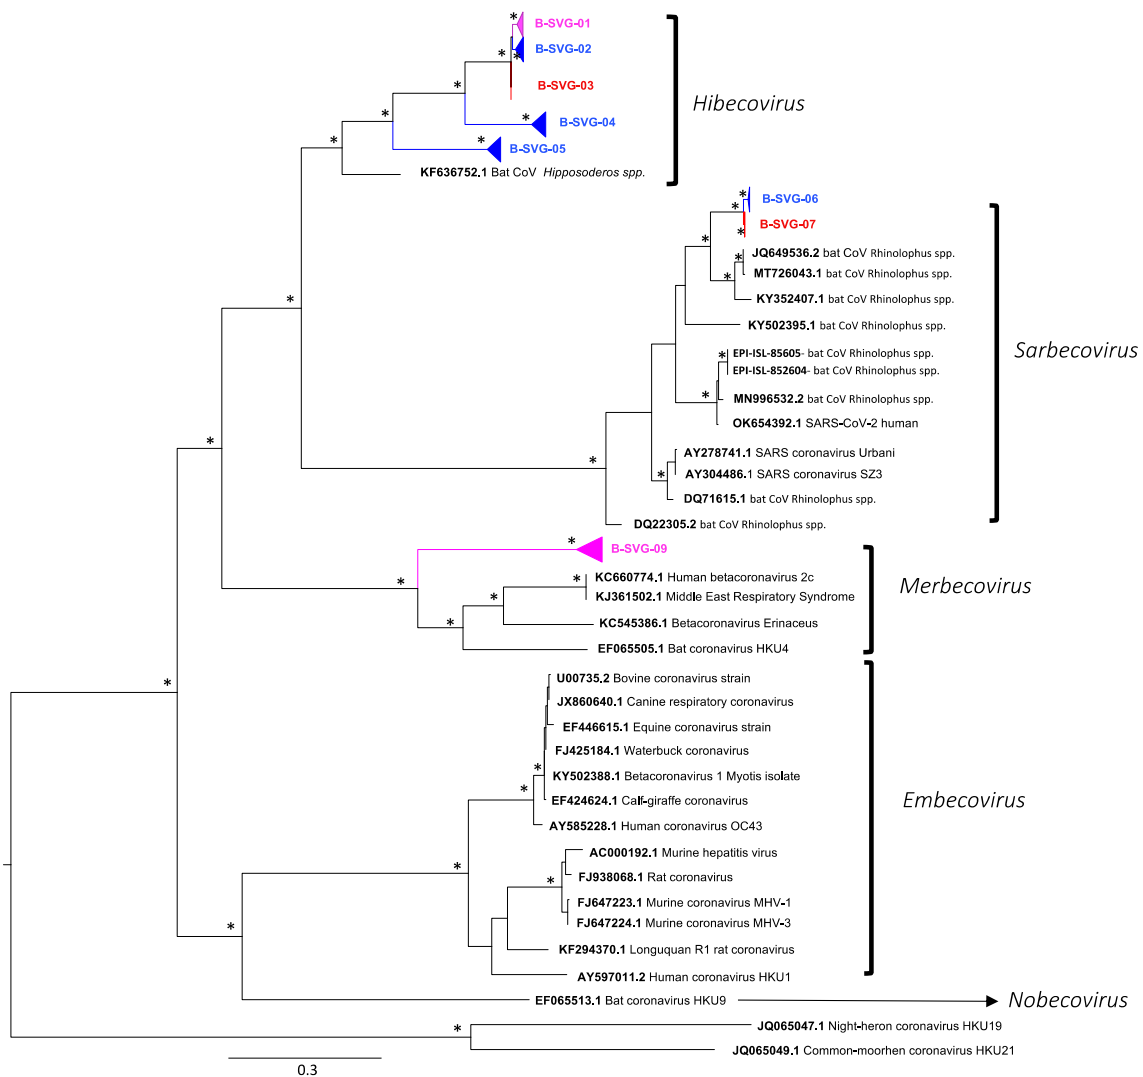 B-SVG-01
B-SVG-02
B-SVG-03
B-SVG-04
B-SVG-05
KF636752.1 Bat CoV Hipposoderos spp.
Hibecovirus
B-SVG-06
B-SVG-07
JQ649536.2 bat CoV Rhinolophus spp.
MT726043.1 bat CoV Rhinolophus spp.
KY352407.1 bat CoV Rhinolophus spp.
KY502395.1 bat CoV Rhinolophus spp.
EPI-ISL-85605- bat CoV Rhinolophus spp.
EPI-ISL-852604- bat CoV Rhinolophus spp.
MN996532.2 bat CoV Rhinolophus spp.
OK654392.1 SARS-CoV-2 human
AY278741.1 SARS coronavirus Urbani
AY304486.1 SARS coronavirus SZ3
DQ71615.1 bat CoV Rhinolophus spp.
DQ22305.2 bat CoV Rhinolophus spp.
Sarbecovirus
B-SVG-09
KC660774.1 Human betacoronavirus 2c
KJ361502.1 Middle East Respiratory Syndrome
KC545386.1 Betacoronavirus Erinaceus
EF065505.1 Bat coronavirus HKU4
Merbecovirus
U00735.2 Bovine coronavirus strain
JX860640.1 Canine respiratory coronavirus
EF446615.1 Equine coronavirus strain
FJ425184.1 Waterbuck coronavirus
KY502388.1 Betacoronavirus 1 Myotis isolate
EF424624.1 Calf-giraffe coronavirus
AY585228.1 Human coronavirus OC43
AC000192.1 Murine hepatitis virus
FJ938068.1 Rat coronavirus
FJ647223.1 Murine coronavirus MHV-1
FJ647224.1 Murine coronavirus MHV-3
KF294370.1 Longuquan R1 rat coronavirus
AY597011.2 Human coronavirus HKU1
Embecovirus
EF065513.1 Bat coronavirus HKU9
Nobecovirus
JQ065047.1 Night-heron coronavirus HKU19
JQ065049.1 Common-moorhen coronavirus HKU21
0.3